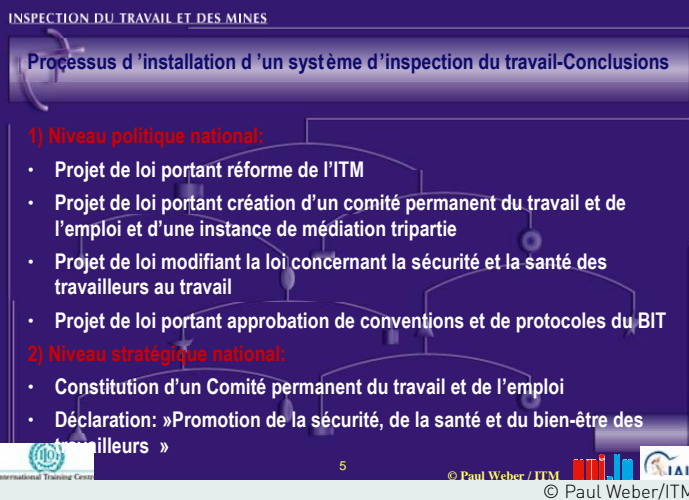 INSPECTION DU TRAVAIL ET DES MINES
Processus d ’installation d ’un système d’inspection du travail-Conclusions
1) Niveau politique national:
• Projet de loi portant réforme de l’ITM
• Projet de loi portant création d’un comité permanent du travail et de
l’emploi et d’une instance de médiation tripartie
• Projet de loi modifiant la loi concernant la sécurité et la santé des
travailleurs au travail
• Projet de loi portant approbation de conventions et de protocoles du BIT
2) Niveau stratégique national:
• Constitution d’un Comité permanent du travail et de l’emploi
• Déclaration: »Promotion de la sécurité, de la santé et du bien-être des
travailleurs »
International Training Centre
5
© Paul Weber / ITM
itm
IALI
© Paul Weber/ITM